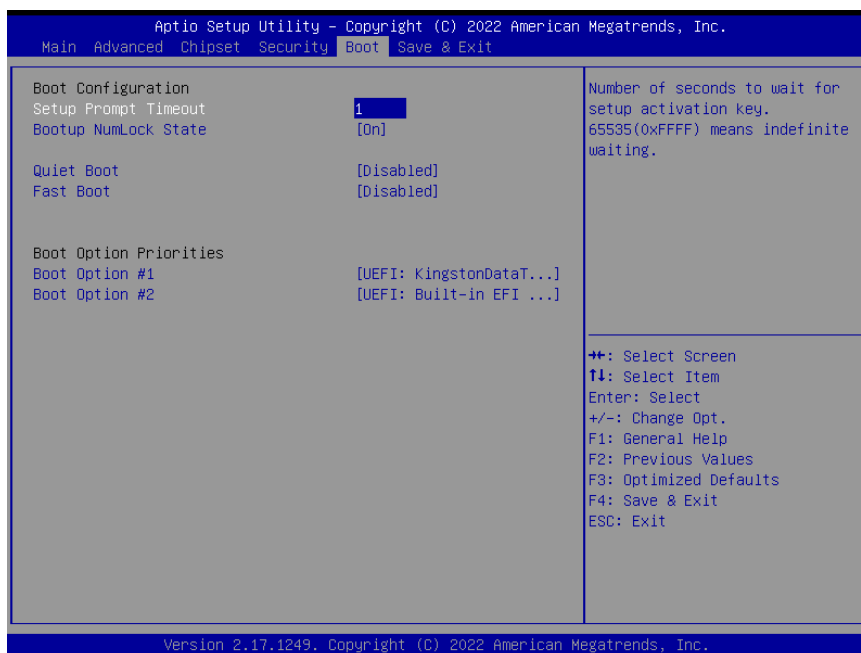 Aptio Setup Utility – Copyright (C) 2022 American Megatrends, Inc.
Main Advanced Chipset Security Boot Save & Exit
Boot Configuration
Setup Prompt Timeout 1
Bootup NumLock State [On]
Quiet Boot [Disabled]
Fast Boot [Disabled]
Boot Option Priorities
Boot Option #1 [UEFI: KingstonDataT...]
Boot Option #2 [UEFI: Built-in EFI ...]
Number of seconds to wait for
setup activation key.
65535(0xFFFF) means indefinite
waiting.
→←: Select Screen
↑↓: Select Item
Enter: Select
+/-: Change Opt.
F1: General Help
F2: Previous Values
F3: Optimized Defaults
F4: Save & Exit
ESC: Exit
Version 2.17.1249. Copyright (C) 2022 American Megatrends, Inc.